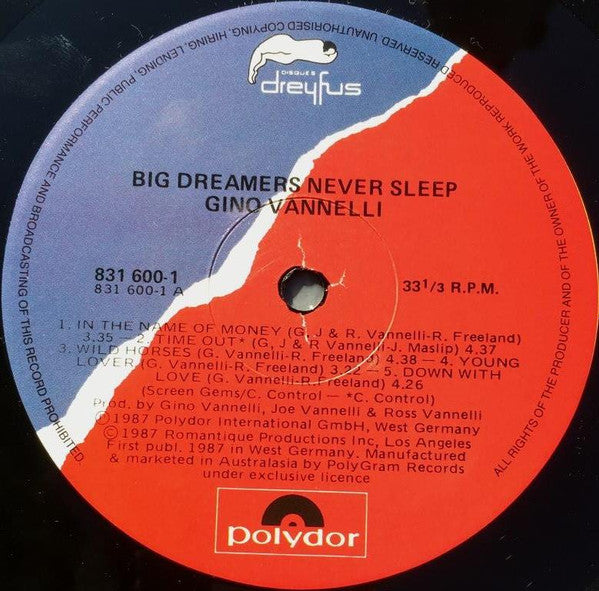 DISQUES
dreyfus
BIG DREAMERS NEVER SLEEP
GINO VANNELLI
831 600-1
831 600-1 A
33 1/3 R.P.M.
1. IN THE NAME OF MONEY (G, J & R. Vannelli-R. Freeland)
3.35 — 2. TIME OUT* (G, J & R Vannelli-J. Maslip) 4.37
3. WILD HORSES (G. Vannelli-R. Freeland) 4.38 — 4. YOUNG
LOVER (G. Vannelli-R. Freeland) 3.22 — 5. DOWN WITH
LOVE (G. Vannelli-R. Freeland) 4.26
(Screen Gems/C. Control — *C. Control)
Prod. by Gino Vannelli, Joe Vannelli & Ross Vannelli
Ⓟ1987 Polydor International GmbH, West Germany
©1987 Romantique Productions Inc, Los Angeles
First publ. 1987 in West Germany. Manufactured
& marketed in Australasia by PolyGram Records
under exclusive licence
polydor
ALL RIGHTS OF THE PRODUCER AND OF THE OWNER OF THE WORK REPRODUCED RESERVED. UNAUTHORISED COPYING, HIRING, LENDING, PUBLIC PERFORMANCE AND BROADCASTING OF THIS RECORD PROHIBITED.